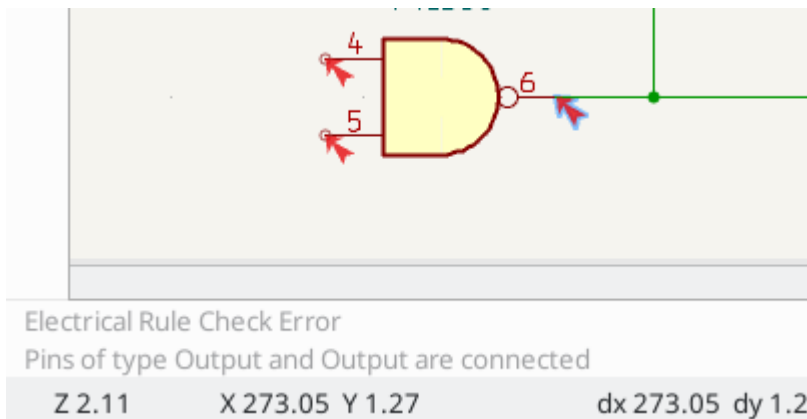 4
6
5
Electrical Rule Check Error
Pins of type Output and Output are connected
Z 2.11 X 273.05 Y 1.27 dx 273.05 dy 1.2